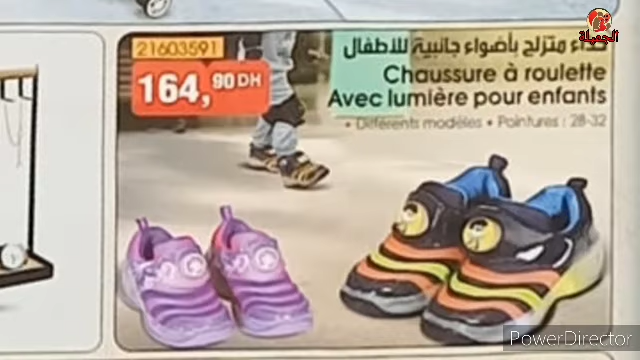 الجميلة
21603591
164,90 DH
حذاء متزلج بأضواء جانبية للأطفال
Chaussure à roulette
Avec lumière pour enfants
• Différents modèles • Pointures : 28-32
PowerDirector